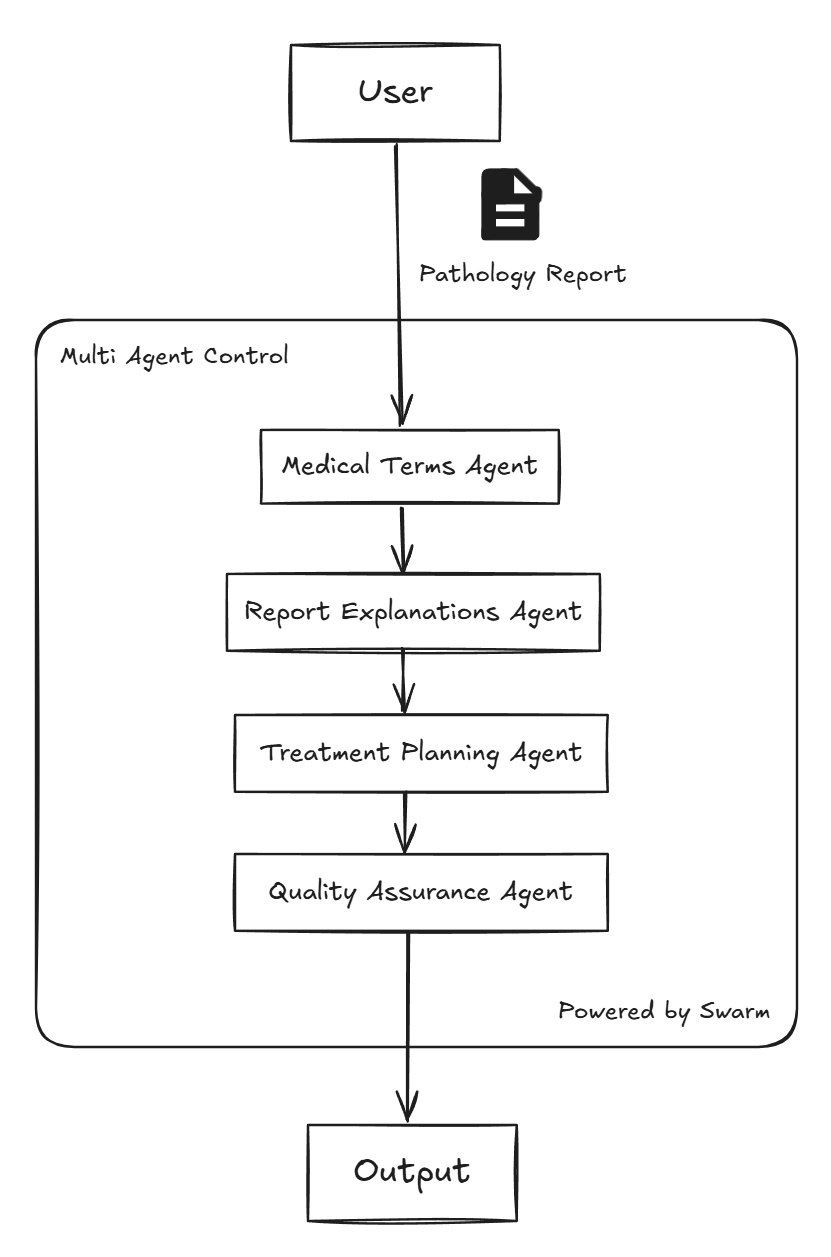 User
Pathology Report
Multi Agent Control
Medical Terms Agent
Report Explanations Agent
Treatment Planning Agent
Quality Assurance Agent
Powered by Swarm
Output